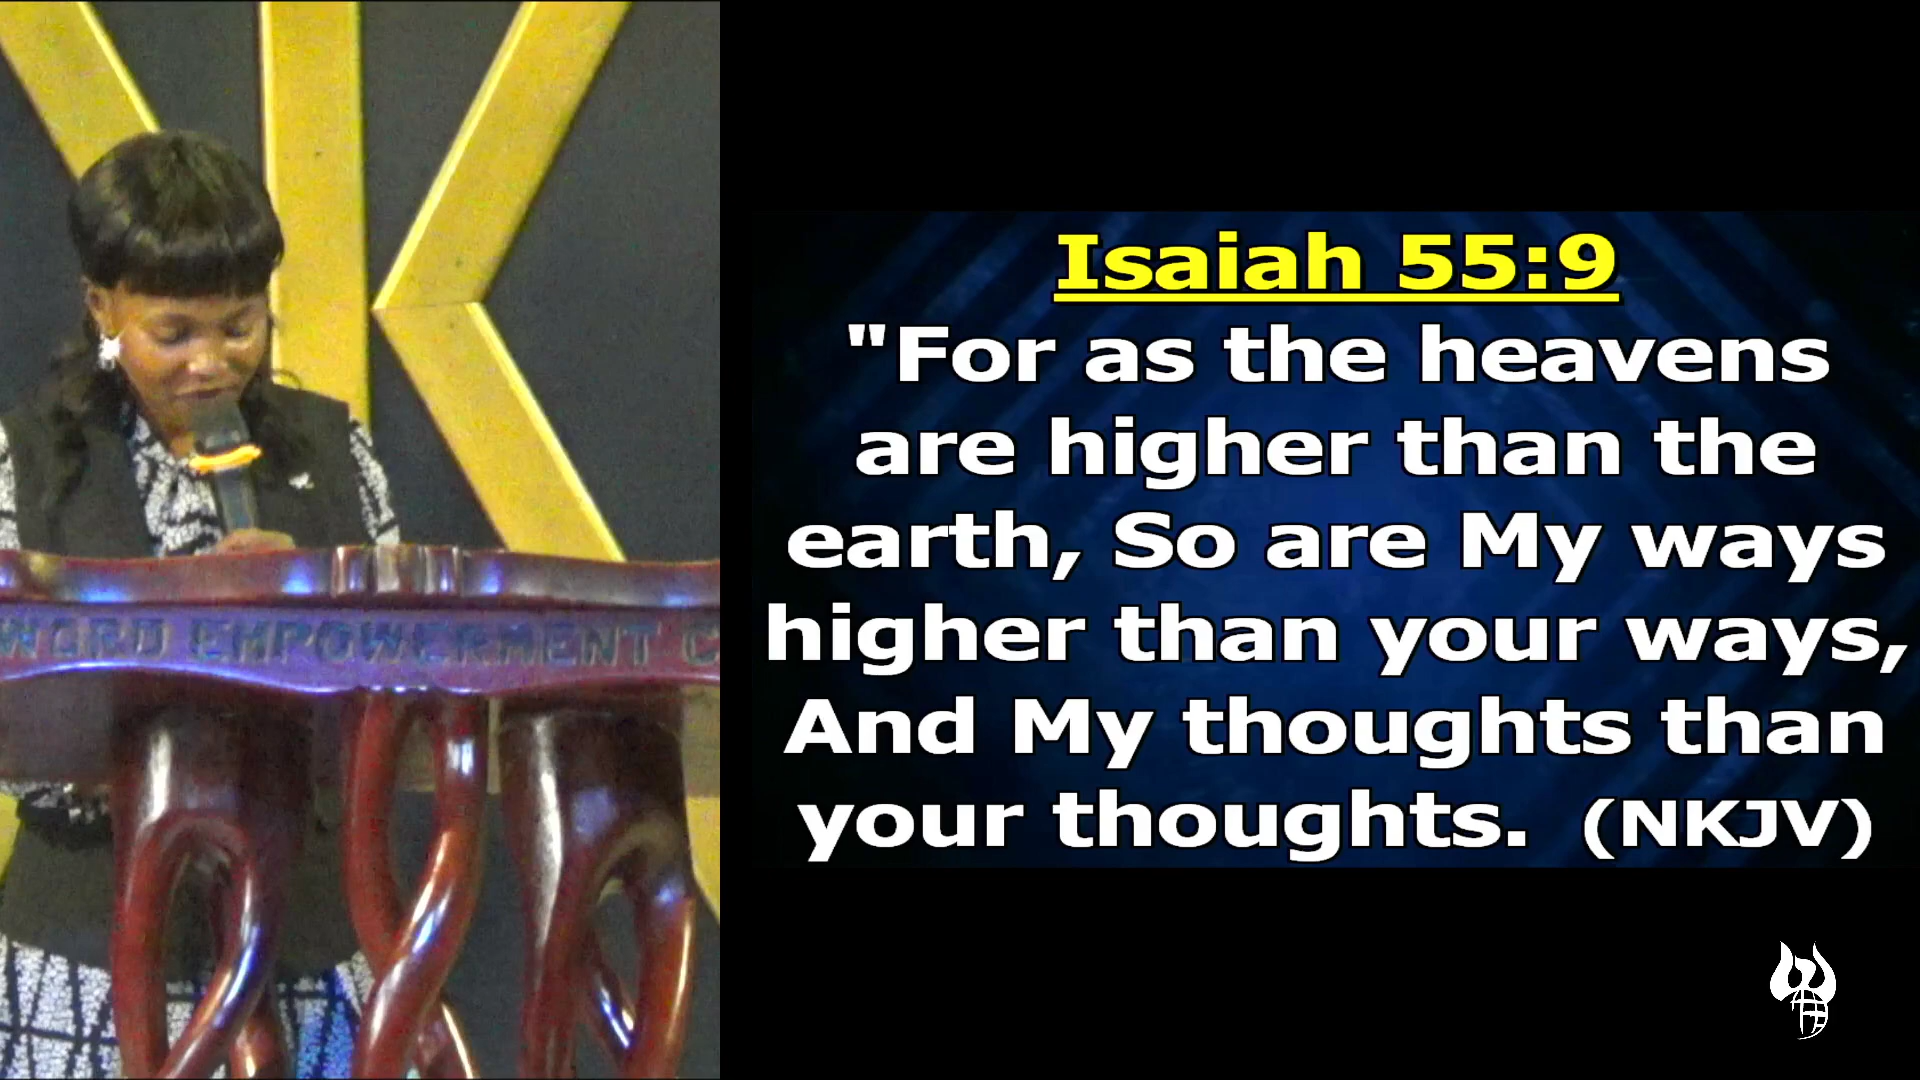 WORD EMPOWERMENT C
Isaiah 55:9
"For as the heavens
are higher than the
earth, So are My ways
higher than your ways,
And My thoughts than
your thoughts. (NKJV)